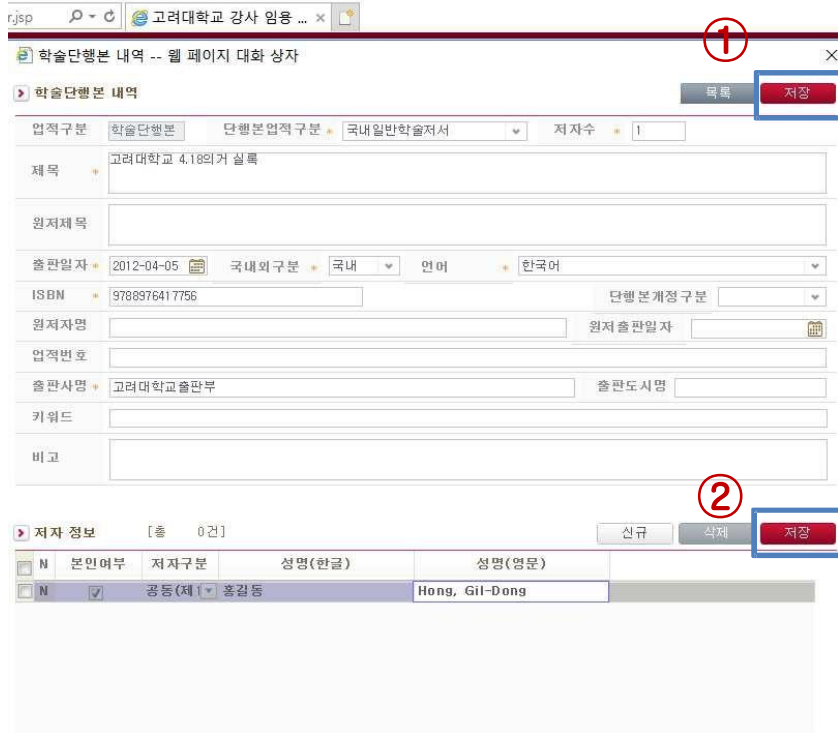 r.jsp
고려대학교 강사 임용 ...
①
학술단행본 내역 -- 웹 페이지 대화 상자
학술단행본 내역
목록
저장
업적구분 학술단행본 단행본업적구분 * 국내일반학술저서 저자수 * 1
제목 * 고려대학교 4.18의거 실록
원저제목
출판일자 * 2012-04-05 국내외구분 * 국내 언어 * 한국어
ISBN * 9788976417756 단행본개정구분
원저자명 원저출판일자
업적번호
출판사명 * 고려대학교출판부 출판도시명
키워드
비고
②
저자 정보 [총 0건] 신규 삭제 저장
N 본인여부 저자구분 성명(한글) 성명(영문)
N 공동(제1 홍길동 Hong, Gil-Dong